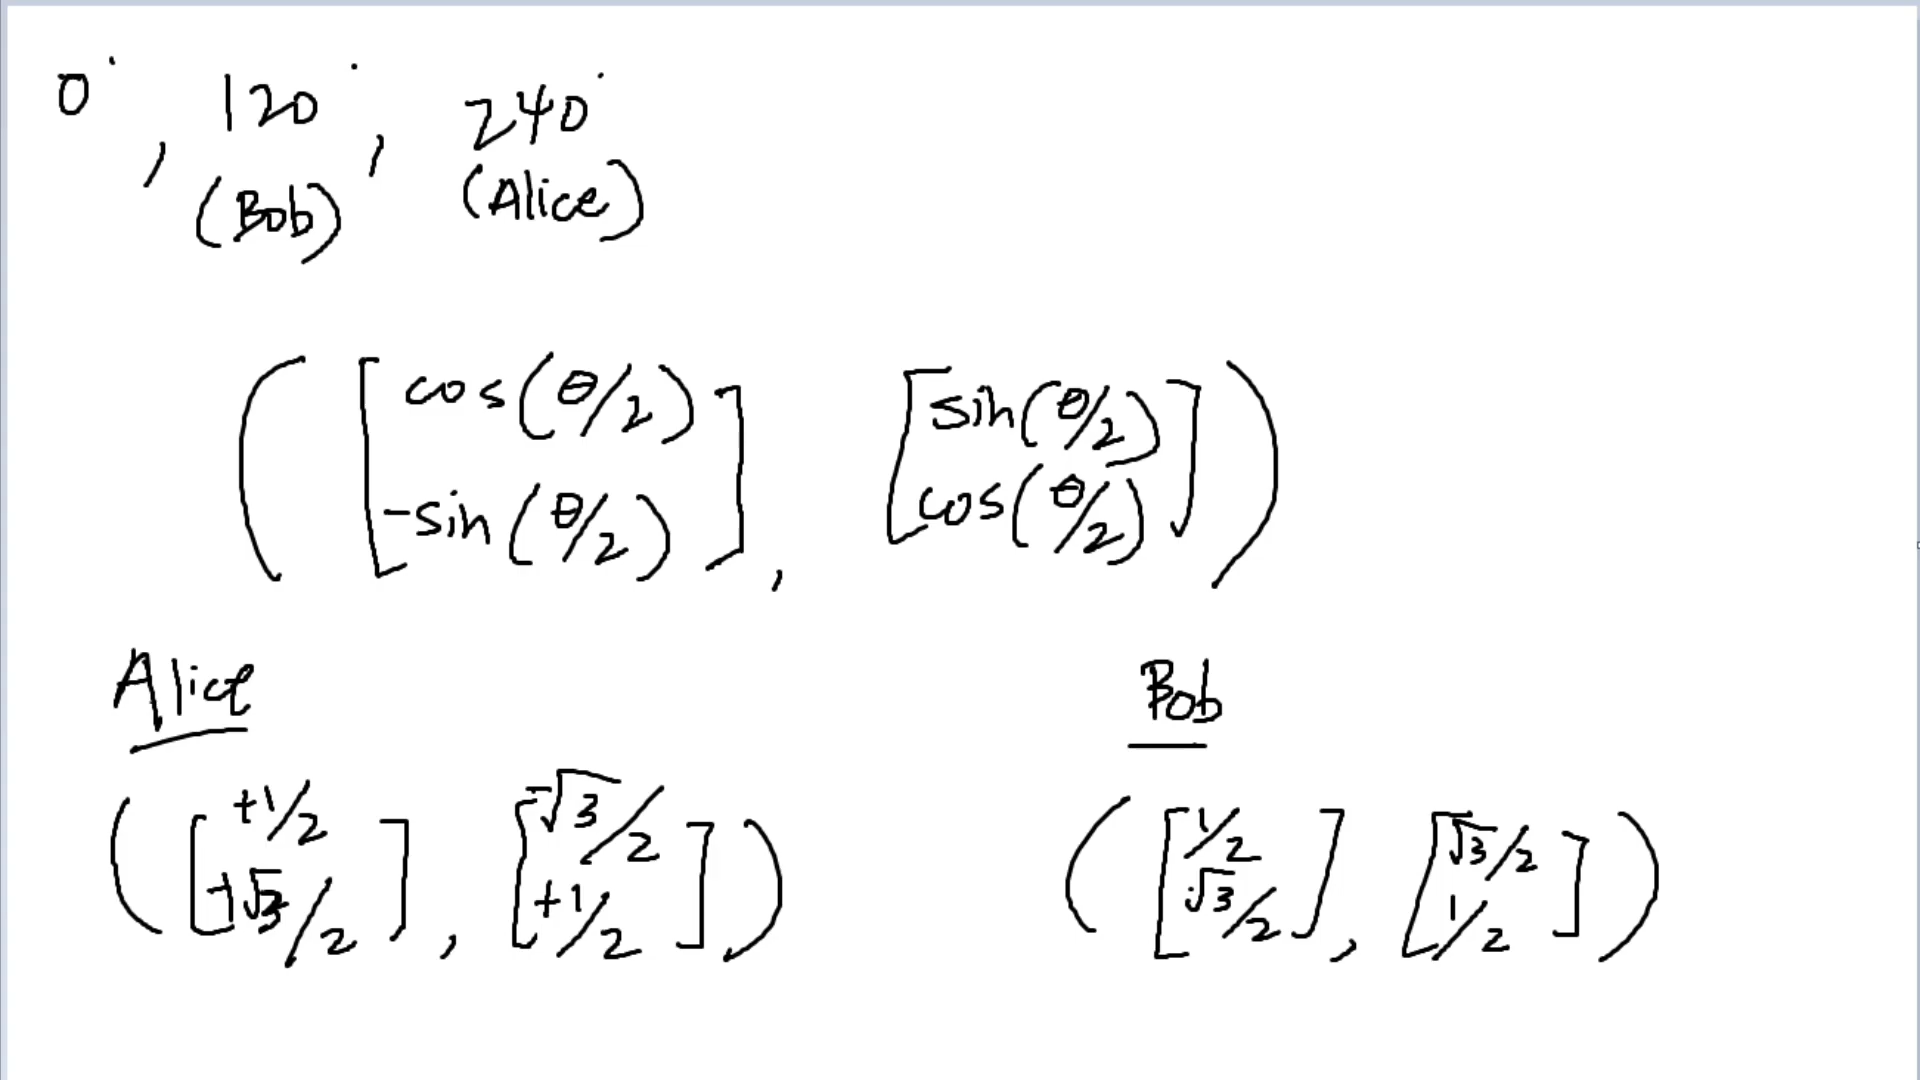 0°, 120°, 240°
(Bob) (Alice)
( [ cos(θ/2) ] [ sin(θ/2) ] )
[ -sin(θ/2) ] , [ cos(θ/2) ]
Alice Bob
( [ +1/2 ] [ -√3/2 ] ) ( [ 1/2 ] [ √3/2 ] )
[ +√3/2 ] , [ +1/2 ] [ √3/2 ] , [ 1/2 ]